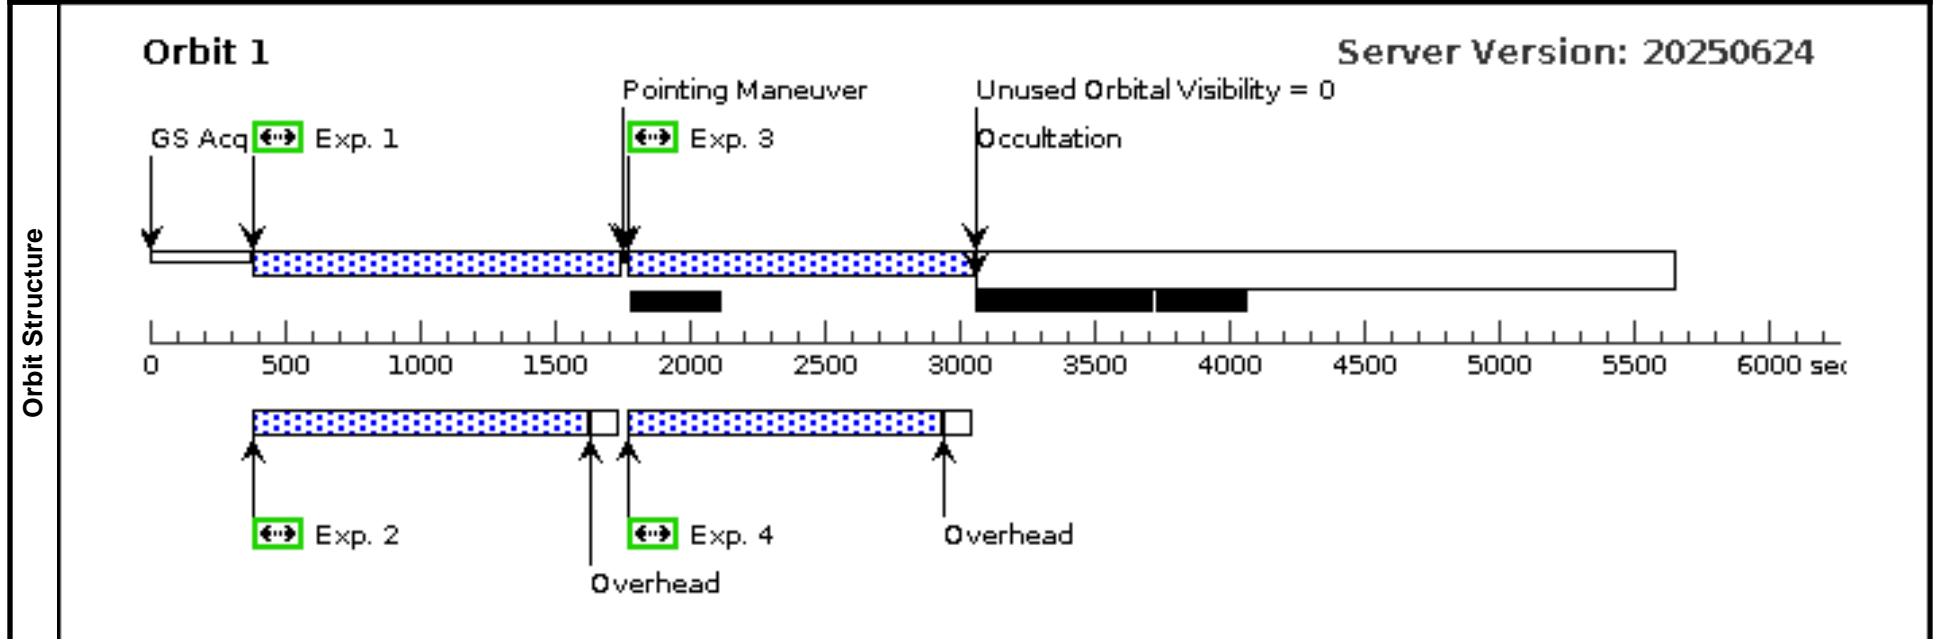 Orbit 1
Server Version: 20250624
Pointing Maneuver
Unused Orbital Visibility = 0
GS Acq
Exp. 1
Exp. 3
Occultation
Orbit Structure
0 500 1000 1500 2000 2500 3000 3500 4000 4500 5000 5500 6000 sec
Exp. 2
Exp. 4
Overhead
Overhead